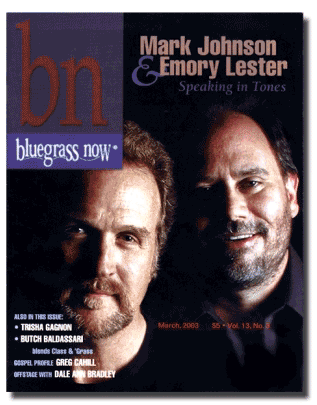 bn
bluegrass now
Mark Johnson
& Emory Lester
Speaking in Tones
ALSO IN THIS ISSUE:
• TRISHA GAGNON
• BUTCH BALDASSARI
blends Class & 'Grass
GOSPEL PROFILE GREG CAHILL
OFFSTAGE WITH DALE ANN BRADLEY
March, 2003 $5 • Vol. 13, No. 3